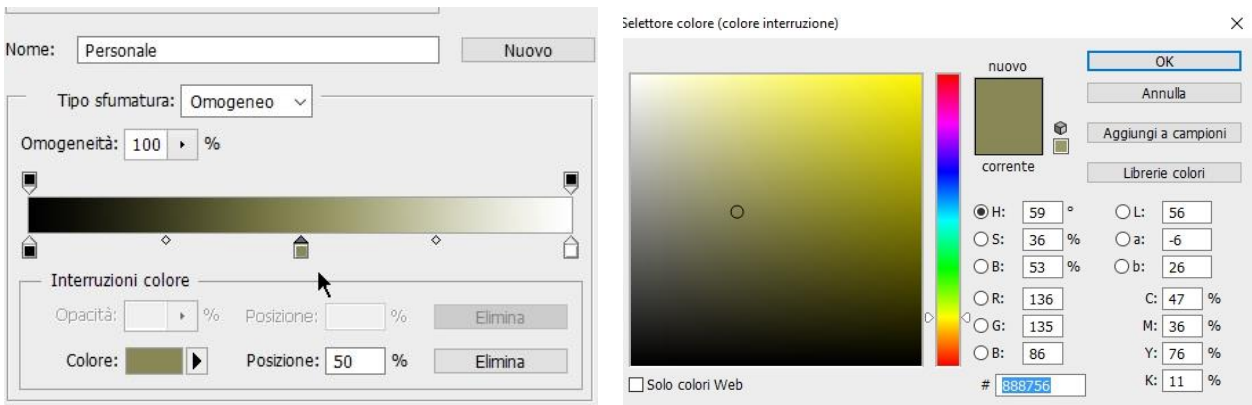 Nome: Personale Nuovo
Tipo sfumatura: Omogeneo
Omogeneità: 100 %
Interruzioni colore
Opacità: % Posizione: % Elimina
Colore: Posizione: 50 % Elimina
Selettore colore (colore interruzione)
nuovo
corrente
OK
Annulla
Aggiungi a campioni
Librerie colori
H: 59 ° L: 56
S: 36 % a: -6
B: 53 % b: 26
R: 136 C: 47 %
G: 135 M: 36 %
B: 86 Y: 76 %
# 888756 K: 11 %
Solo colori Web